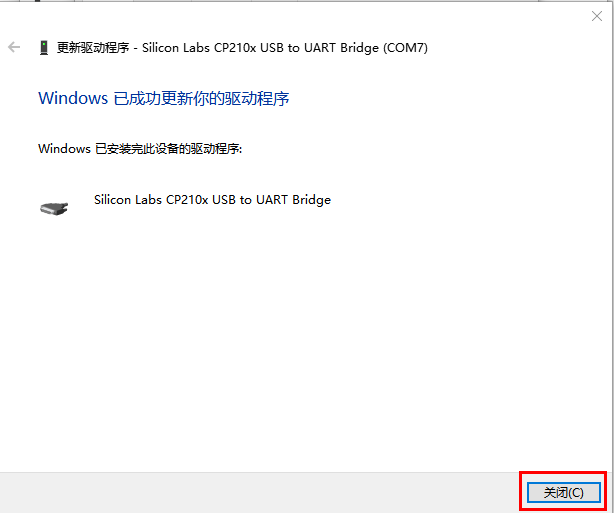 更新驱动程序 - Silicon Labs CP210x USB to UART Bridge (COM7)
Windows 已成功更新你的驱动程序
Windows 已安装完此设备的驱动程序:
Silicon Labs CP210x USB to UART Bridge
关闭(C)